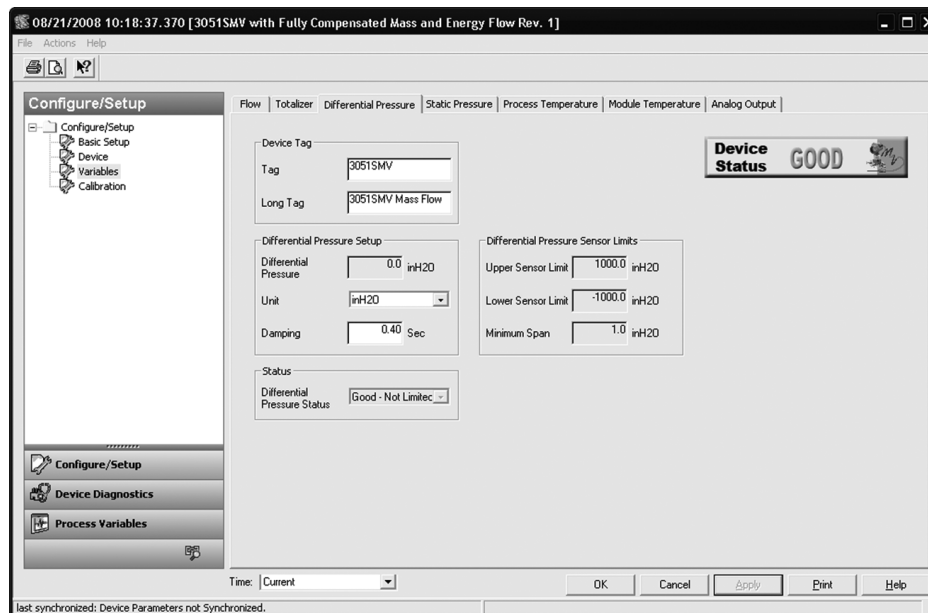 08/21/2008 10:18:37.370 [3051SMV with Fully Compensated Mass and Energy Flow Rev. 1]
File Actions Help
Configure/Setup
Configure/Setup
Basic Setup
Device
Variables
Calibration
Configure/Setup
Device Diagnostics
Process Variables
Flow Totalizer Differential Pressure Static Pressure Process Temperature Module Temperature Analog Output
Device Tag
Tag 3051SMV
Long Tag 3051SMV Mass Flow
Device Status GOOD
Differential Pressure Setup
Differential Pressure 0.0 inH2O
Unit inH2O
Damping 0.40 Sec
Differential Pressure Sensor Limits
Upper Sensor Limit 1000.0 inH2O
Lower Sensor Limit -1000.0 inH2O
Minimum Span 1.0 inH2O
Status
Differential Pressure Status Good - Not Limitec
Time: Current
OK Cancel Apply Print Help
last synchronized: Device Parameters not Synchronized.